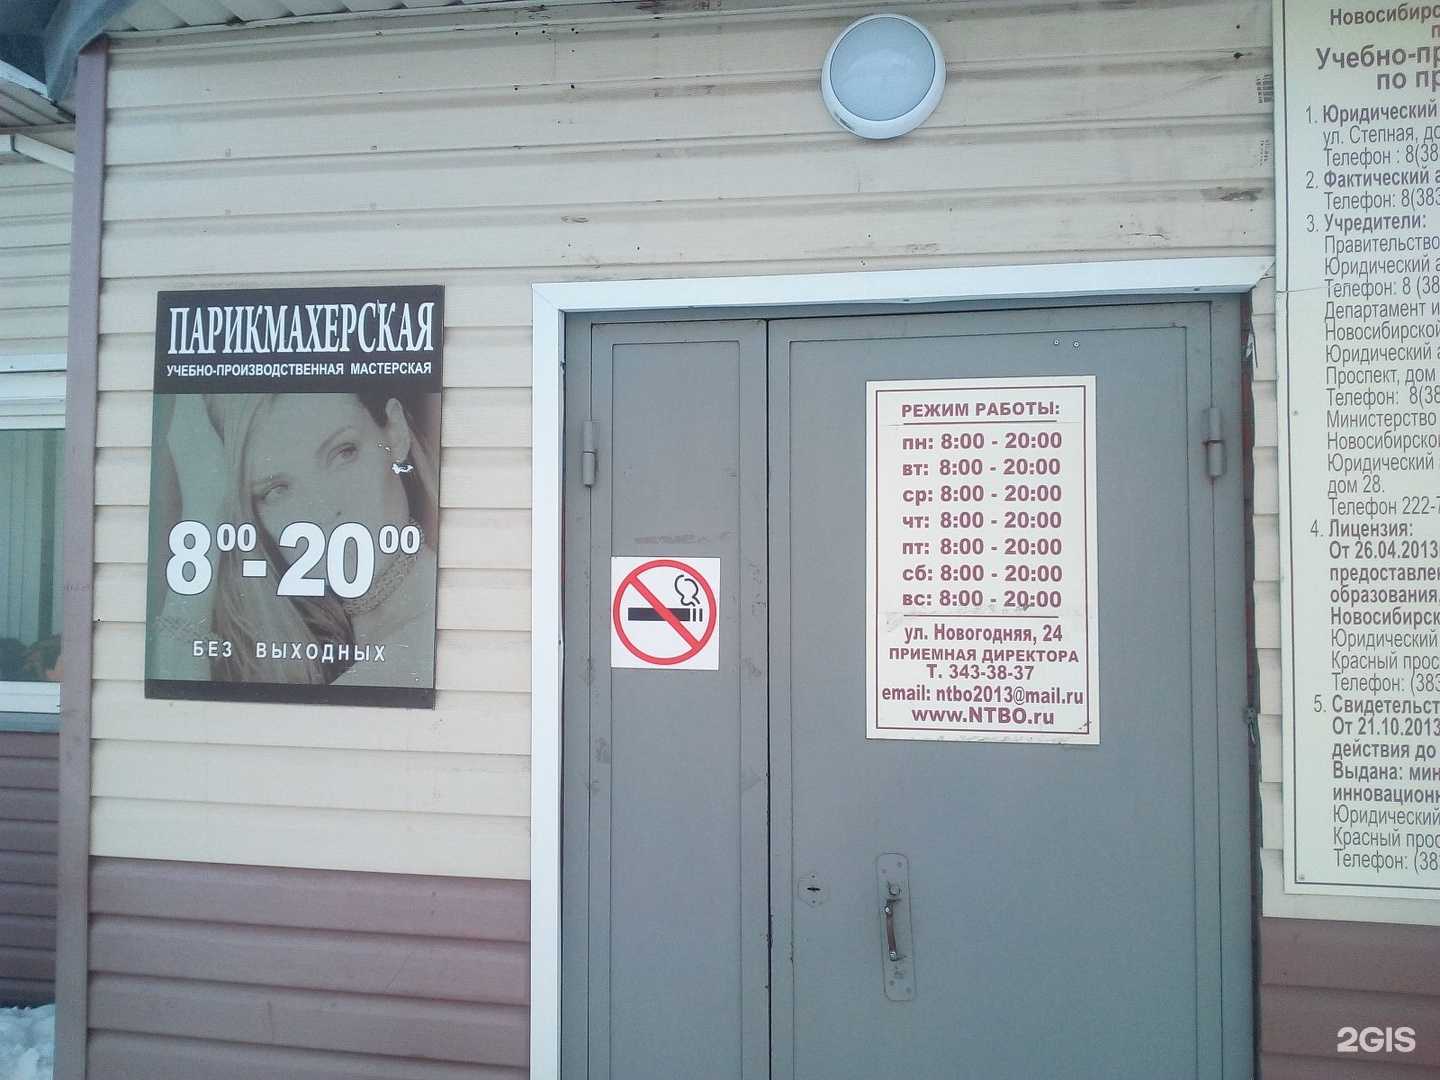 ПАРИКМАХЕРСКАЯ
УЧЕБНО-ПРОИЗВОДСТВЕННАЯ МАСТЕРСКАЯ
8⁰⁰-20⁰⁰
БЕЗ ВЫХОДНЫХ
РЕЖИМ РАБОТЫ:
пн: 8:00 - 20:00
вт: 8:00 - 20:00
ср: 8:00 - 20:00
чт: 8:00 - 20:00
пт: 8:00 - 20:00
сб: 8:00 - 20:00
вс: 8:00 - 20:00
ул. Новогодняя, 24
ПРИЕМНАЯ ДИРЕКТОРА
Т. 343-38-37
email: ntbo2013@mail.ru
www.NTBO.ru
Новосибирс
п
Учебно-пр
по пр
1. Юридический
ул. Степная, до
Телефон : 8(38
2. Фактический а
Телефон: 8(383
3. Учредители:
Правительство
Юридический а
Телефон: 8 (38
Департамент и
Новосибирской
Юридический а
Проспект, дом
Телефон: 8(38
Министерство
Новосибирской
Юридический
дом 28.
Телефон 222-7
4. Лицензия:
От 26.04.2013
предоставлен
образования.
Новосибирск
Юридический
Красный прос
Телефон: (383
5. Свидетельст
От 21.10.2013
действия до
Выдана: мин
инновационн
Юридический
Красный прос
Телефон: (38
2GIS